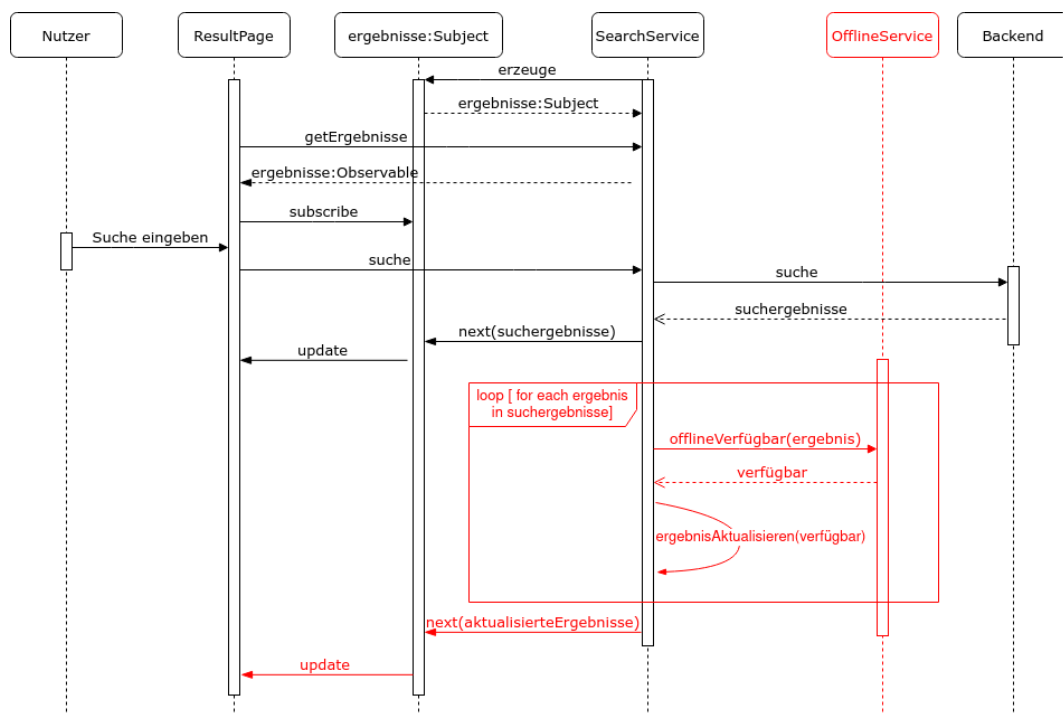 Nutzer
ResultPage
ergebnisse:Subject
SearchService
OfflineService
Backend
erzeuge
ergebnisse:Subject
getErgebnisse
ergebnisse:Observable
subscribe
Suche eingeben
suche
suche
suchergebnisse
next(suchergebnisse)
update
loop [ for each ergebnis
in suchergebnisse]
offlineVerfügbar(ergebnis)
verfügbar
ergebnisAktualisieren(verfügbar)
next(aktualisierteErgebnisse)
update